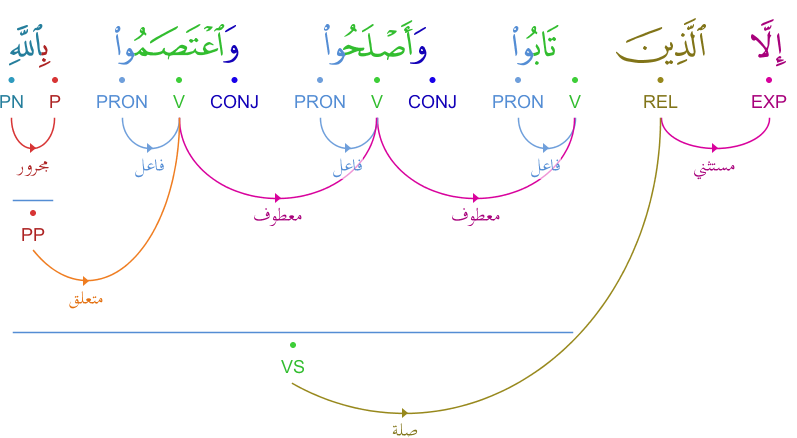 إِلَّا ٱلَّذِينَ تَابُوا۟ وَأَصْلَحُوا۟ وَٱعْتَصَمُوا۟ بِٱللَّهِ
EXP REL V PRON CONJ V PRON CONJ V PRON P PN
مستثني فاعل فاعل فاعل مجرور
معطوف معطوف
PP
متعلق
VS
صلة